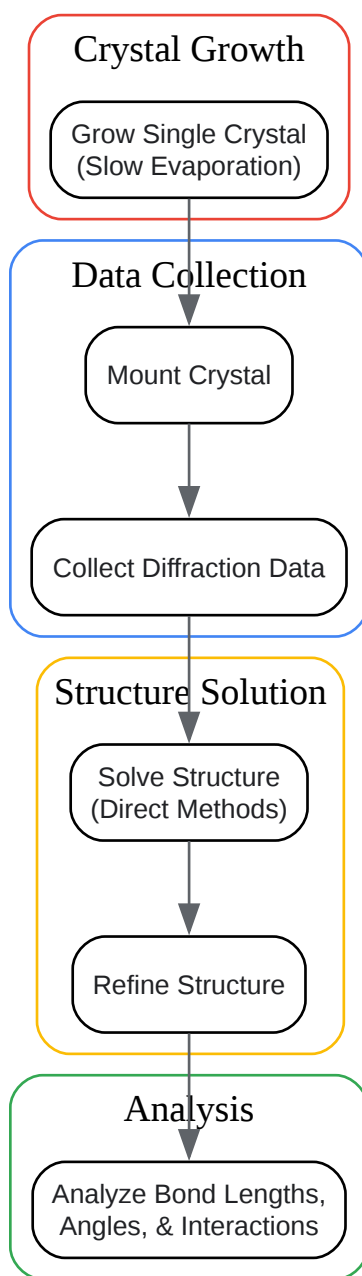 Crystal Growth
Grow Single Crystal
(Slow Evaporation)
Data Collection
Mount Crystal
Collect Diffraction Data
Structure Solution
Solve Structure
(Direct Methods)
Refine Structure
Analysis
Analyze Bond Lengths,
Angles, & Interactions